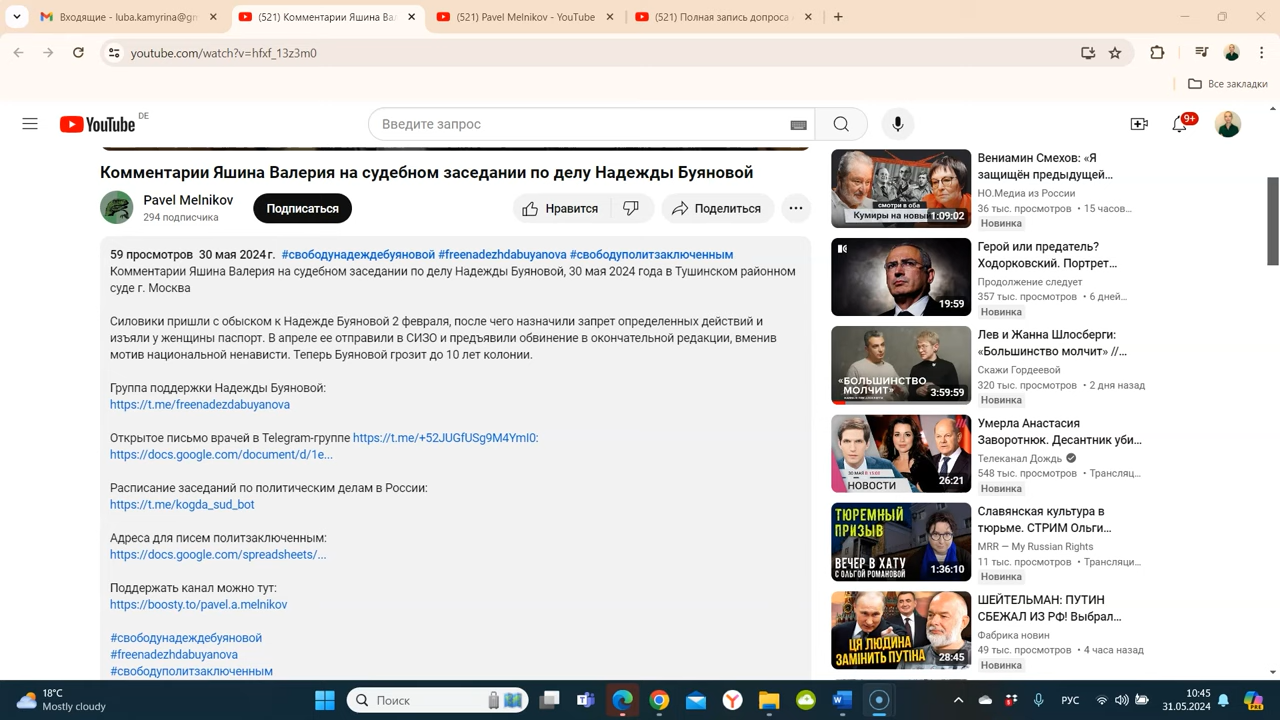 Входящие - luba.kamyrina@gm
(521) Комментарии Яшина Вал
(521) Pavel Melnikov - YouTube
(521) Полная запись допроса
youtube.com/watch?v=hfxf_13z3m0
Все закладки
YouTube
DE
Введите запрос
9+
Комментарии Яшина Валерия на судебном заседании по делу Надежды Буяновой
Pavel Melnikov
294 подписчика
Подписаться
Нравится
Поделиться
59 просмотров 30 мая 2024 г. #свободунадеждебуяновой #freenadezhdabuyanova #свободуполитзаключенным
Комментарии Яшина Валерия на судебном заседании по делу Надежды Буяновой, 30 мая 2024 года в Тушинском районном
суде г. Москва
Силовики пришли с обыском к Надежде Буяновой 2 февраля, после чего назначили запрет определенных действий и
изъяли у женщины паспорт. В апреле ее отправили в СИЗО и предъявили обвинение в окончательной редакции, вменив
мотив национальной ненависти. Теперь Буяновой грозит до 10 лет колонии.
Группа поддержки Надежды Буяновой:
https://t.me/freenadezdabuyanova
Открытое письмо врачей в Telegram-группе https://t.me/+52JUGfUSg9M4YmI0:
https://docs.google.com/document/d/1e...
Расписание заседаний по политическим делам в России:
https://t.me/kogda_sud_bot
Адреса для писем политзаключенным:
https://docs.google.com/spreadsheets/...
Поддержать канал можно тут:
https://boosty.to/pavel.a.melnikov
#свободунадеждебуяновой
#freenadezhdabuyanova
#свободуполитзаключенным
смотри в оба
Кумиры на новый
1:09:02
Вениамин Смехов: «Я
защищён предыдущей...
НО.Медиа из России
36 тыс. просмотров • 15 часов...
Новинка
19:59
Герой или предатель?
Ходорковский. Портрет...
Продолжение следует
357 тыс. просмотров • 6 дней...
Новинка
«БОЛЬШИНСТВО
МОЛЧИТ»
3:59:59
Лев и Жанна Шлосберги:
«Большинство молчит» //...
Скажи Гордеевой
320 тыс. просмотров • 2 дня назад
Новинка
НОВОСТИ
26:21
Умерла Анастасия
Заворотнюк. Десантник уби...
Телеканал Дождь
548 тыс. просмотров • Трансляц...
Новинка
ТЮРЕМНЫЙ
ПРИЗЫВ
ВЕЧЕР В ХАТУ
С ОЛЬГОЙ РОМАНОВОЙ
1:36:10
Славянская культура в
тюрьме. СТРИМ Ольги...
MRR — My Russian Rights
11 тыс. просмотров • Трансляци...
Новинка
ЦЯ ЛЮДИНА
ЗАМІНИТЬ ПУТІНА
28:45
ШЕЙТЕЛЬМАН: ПУТИН
СБЕЖАЛ ИЗ РФ! Выбрал...
Фабрика новин
49 тыс. просмотров • 4 часа назад
Новинка
18°C
Mostly cloudy
Поиск
РУС
10:45
31.05.2024